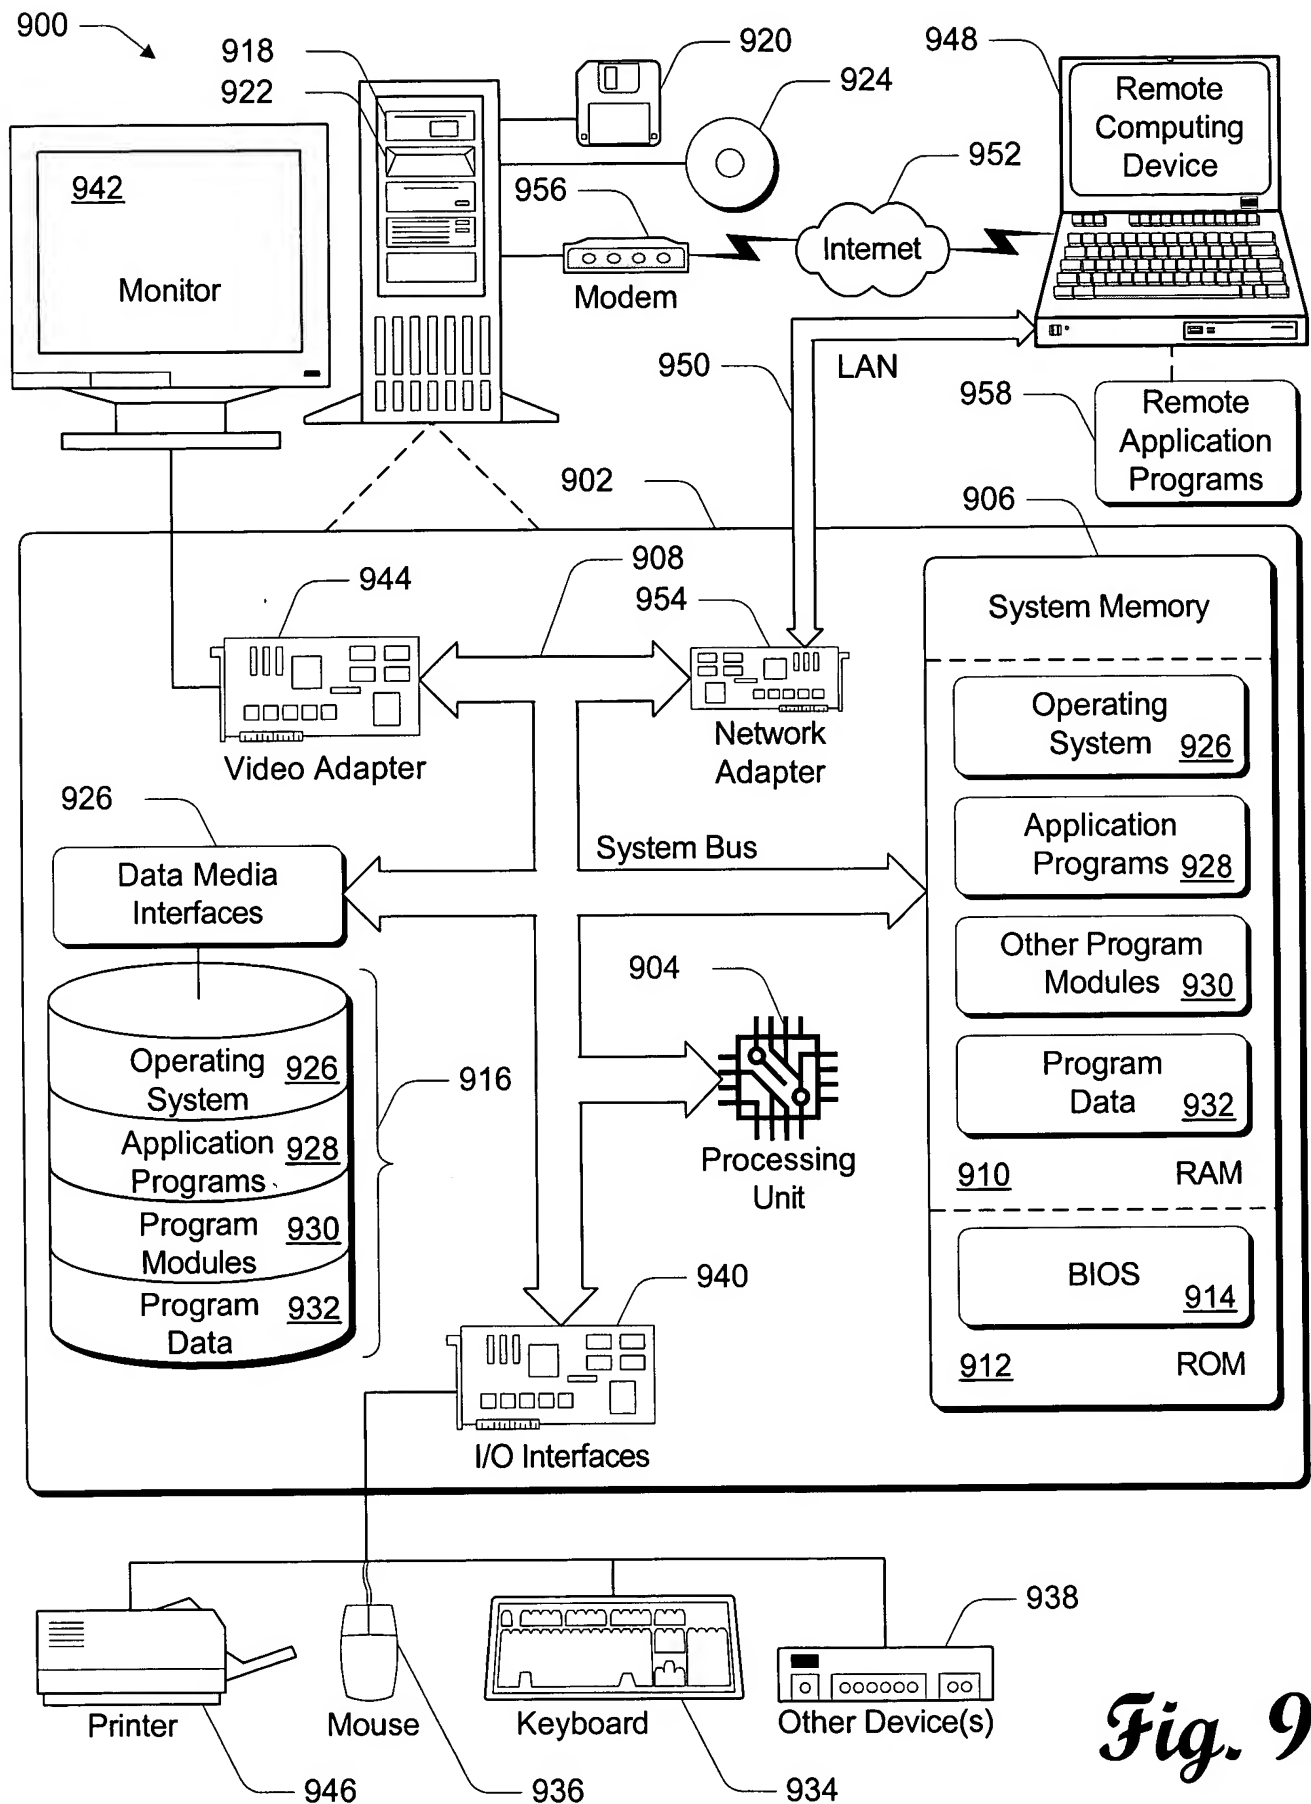 900
918
922
920
924
948
Remote
Computing
Device
942
Monitor
956
Modem
952
Internet
950
LAN
958
Remote
Application
Programs
902
906
908
944
954
Video Adapter
Network
Adapter
System Memory
Operating
System 926
Application
Programs 928
Other Program
Modules 930
Program
Data 932
910 RAM
BIOS
914
912 ROM
926
Data Media
Interfaces
System Bus
904
Processing
Unit
Operating
System 926
Application
Programs 928
Program
Modules 930
Program
Data 932
916
940
I/O Interfaces
Printer
946
Mouse
936
Keyboard
934
938
Other Device(s)
Fig. 9